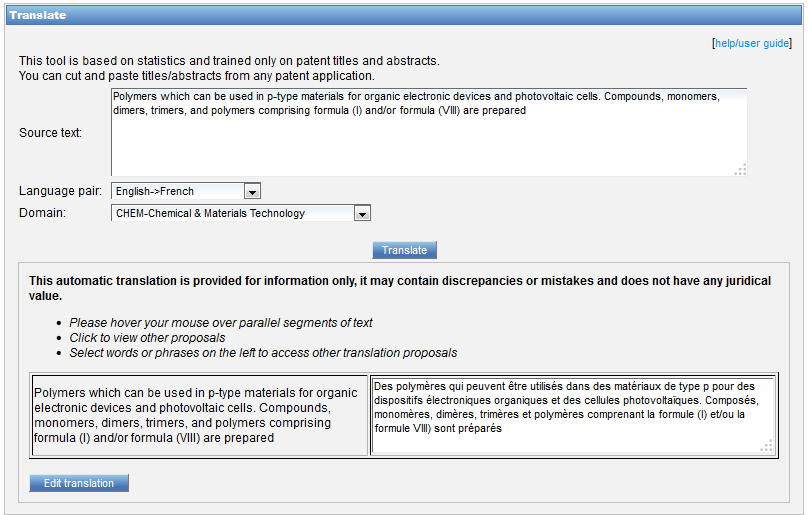 Translate
[help/user guide]
This tool is based on statistics and trained only on patent titles and abstracts.
You can cut and paste titles/abstracts from any patent application.
Source text:
Polymers which can be used in p-type materials for organic electronic devices and photovoltaic cells. Compounds, monomers,
dimers, trimers, and polymers comprising formula (I) and/or formula (VIII) are prepared
Language pair: English->French
Domain: CHEM-Chemical & Materials Technology
Translate
This automatic translation is provided for information only, it may contain discrepancies or mistakes and does not have any juridical
value.
• Please hover your mouse over parallel segments of text
• Click to view other proposals
• Select words or phrases on the left to access other translation proposals
Polymers which can be used in p-type materials for organic
electronic devices and photovoltaic cells. Compounds,
monomers, dimers, trimers, and polymers comprising
formula (I) and/or formula (VIII) are prepared
Des polymères qui peuvent être utilisés dans des matériaux de type p pour des
dispositifs électroniques organiques et des cellules photovoltaïques. Composés,
monomères, dimères, trimères et polymères comprenant la formule (I) et/ou la
formule VIII) sont préparés
Edit translation